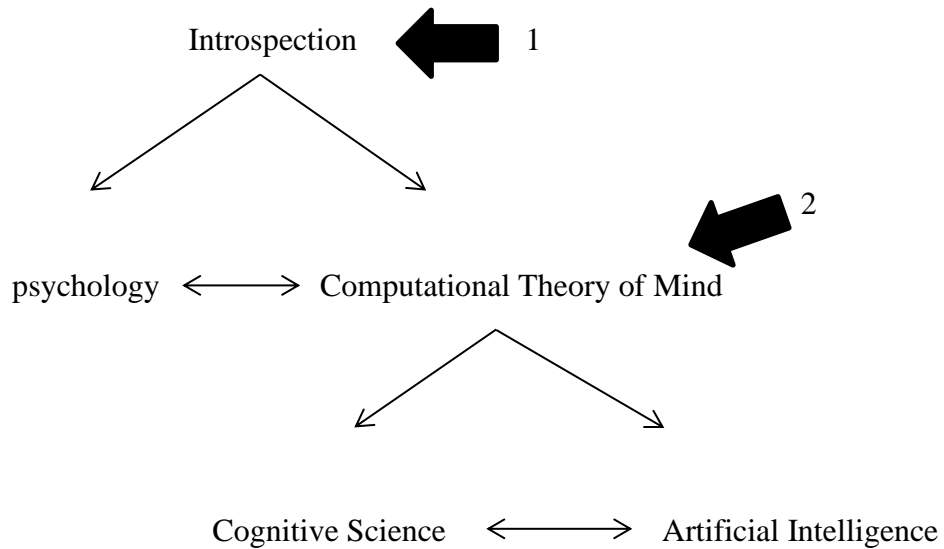 Introspection 1
2
psychology Computational Theory of Mind
Cognitive Science Artificial Intelligence